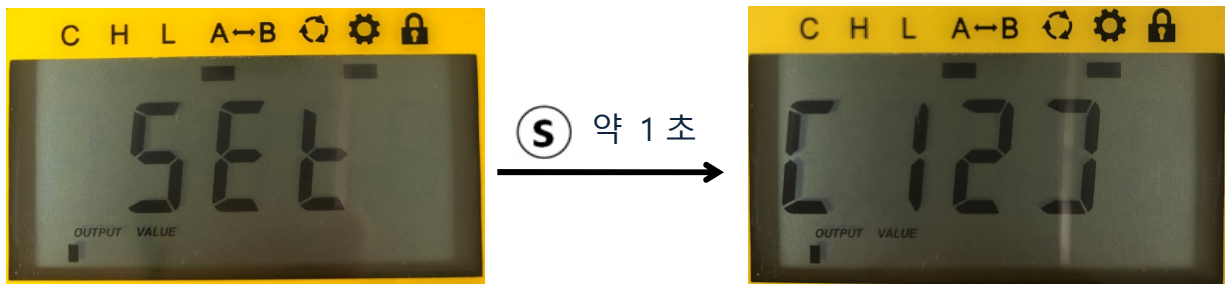 C H L A↔B
SEt
OUTPUT VALUE
S 약 1초
C H L A↔B
[12]
OUTPUT VALUE